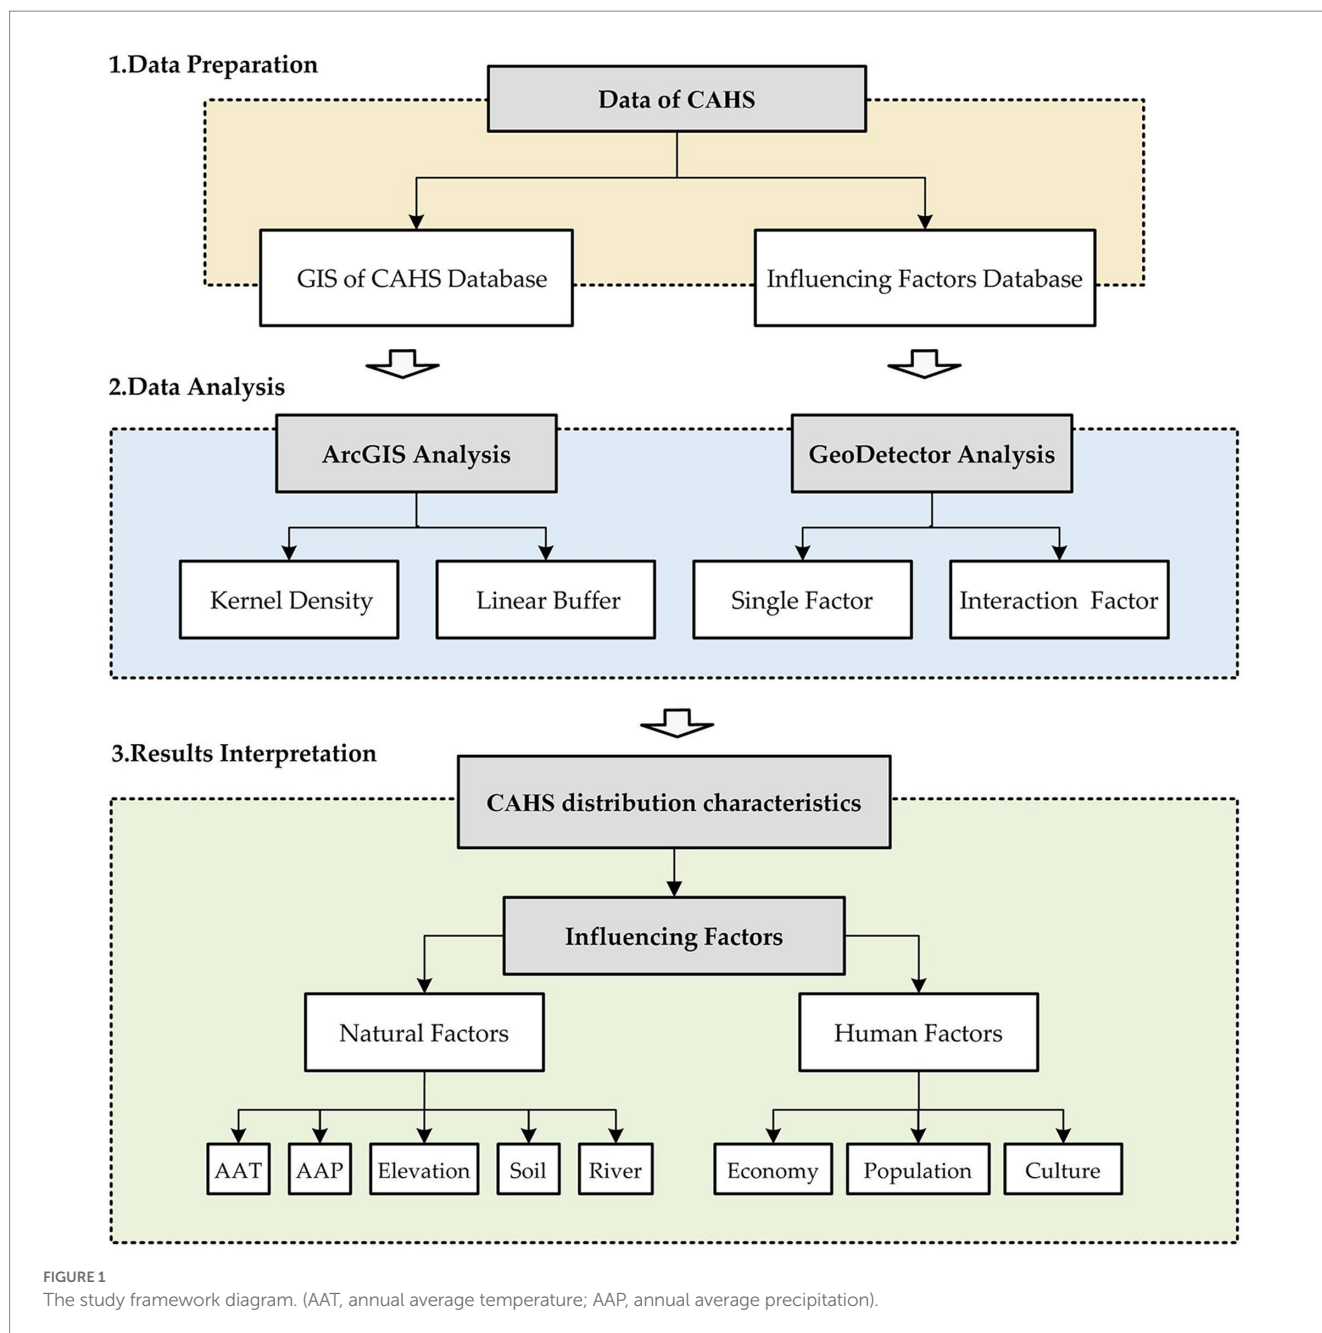 1.Data Preparation
Data of CAHS
GIS of CAHS Database
Influencing Factors Database
2.Data Analysis
ArcGIS Analysis
GeoDetector Analysis
Kernel Density
Linear Buffer
Single Factor
Interaction Factor
3.Results Interpretation
CAHS distribution characteristics
Influencing Factors
Natural Factors
Human Factors
AAT
AAP
Elevation
Soil
River
Economy
Population
Culture
FIGURE 1
The study framework diagram. (AAT, annual average temperature; AAP, annual average precipitation).